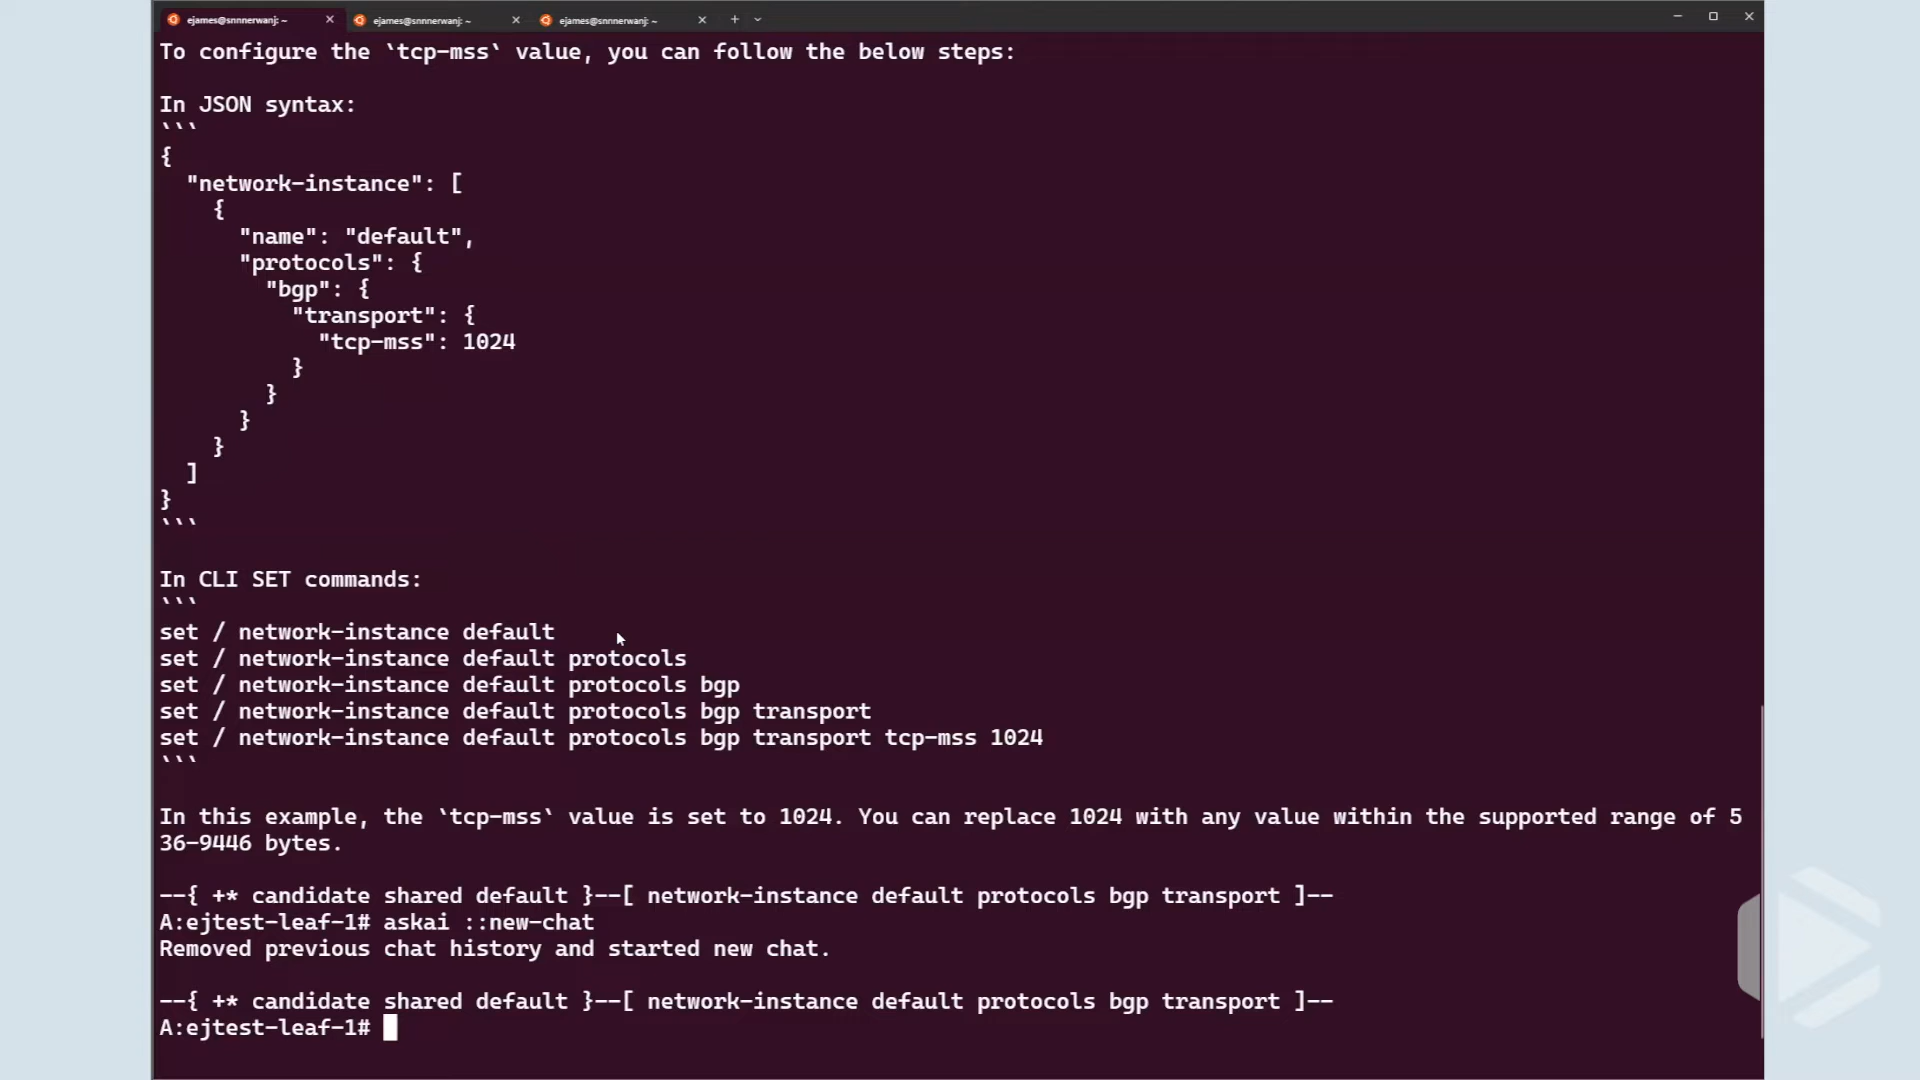 ejames@snnnerwanj: ~ ejames@snnnerwanj: ~ ejames@snnnerwanj: ~
To configure the `tcp-mss` value, you can follow the below steps:
In JSON syntax:
```
{
  "network-instance": [
    {
      "name": "default",
      "protocols": {
        "bgp": {
          "transport": {
            "tcp-mss": 1024
          }
        }
      }
    }
  ]
}
```
In CLI SET commands:
```
set / network-instance default
set / network-instance default protocols
set / network-instance default protocols bgp
set / network-instance default protocols bgp transport
set / network-instance default protocols bgp transport tcp-mss 1024
```
In this example, the `tcp-mss` value is set to 1024. You can replace 1024 with any value within the supported range of 5
36-9446 bytes.
--{ +* candidate shared default }--[ network-instance default protocols bgp transport ]--
A:ejtest-leaf-1# askai ::new-chat
Removed previous chat history and started new chat.
--{ +* candidate shared default }--[ network-instance default protocols bgp transport ]--
A:ejtest-leaf-1#